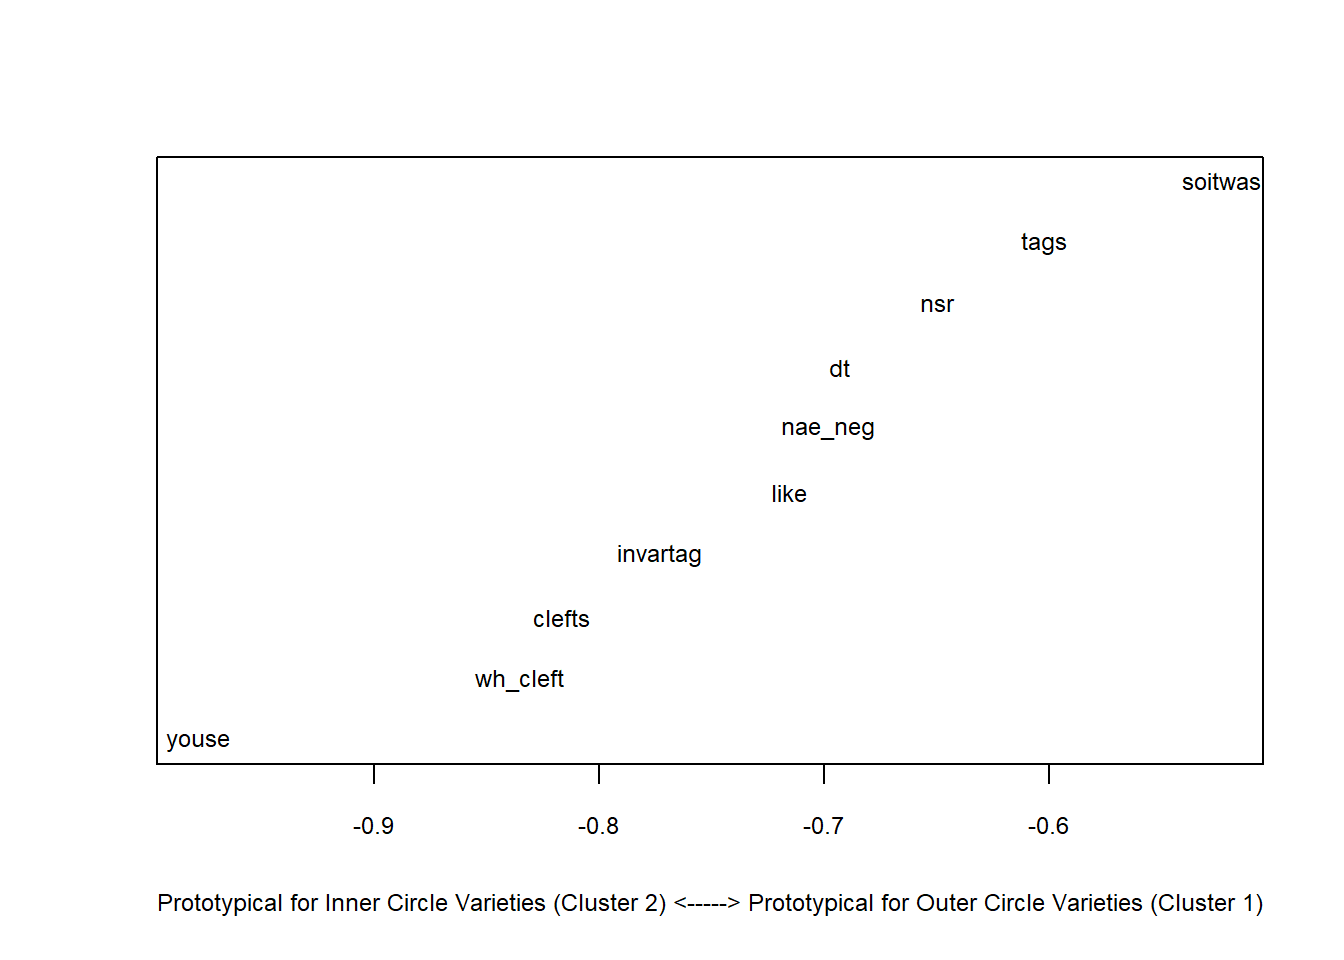 soitwas
tags
nsr
dt
nae_neg
like
invartag
clefts
wh_cleft
youse
-0.9 -0.8 -0.7 -0.6
Prototypical for Inner Circle Varieties (Cluster 2) <-----> Prototypical for Outer Circle Varieties (Cluster 1)